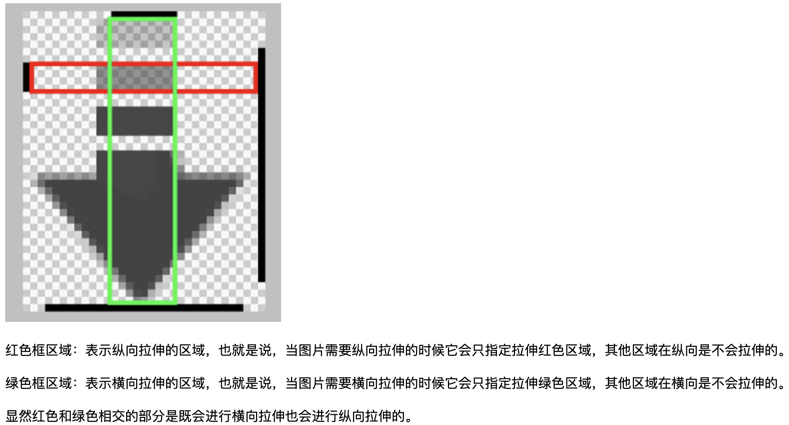 红色框区域：表示纵向拉伸的区域，也就是说，当图片需要纵向拉伸的时候它会只指定拉伸红色区域，其他区域在纵向是不会拉伸的。
绿色框区域：表示横向拉伸的区域，也就是说，当图片需要横向拉伸的时候它会只指定拉伸绿色区域，其他区域在横向是不会拉伸的。
显然红色和绿色相交的部分是既会进行横向拉伸也会进行纵向拉伸的。